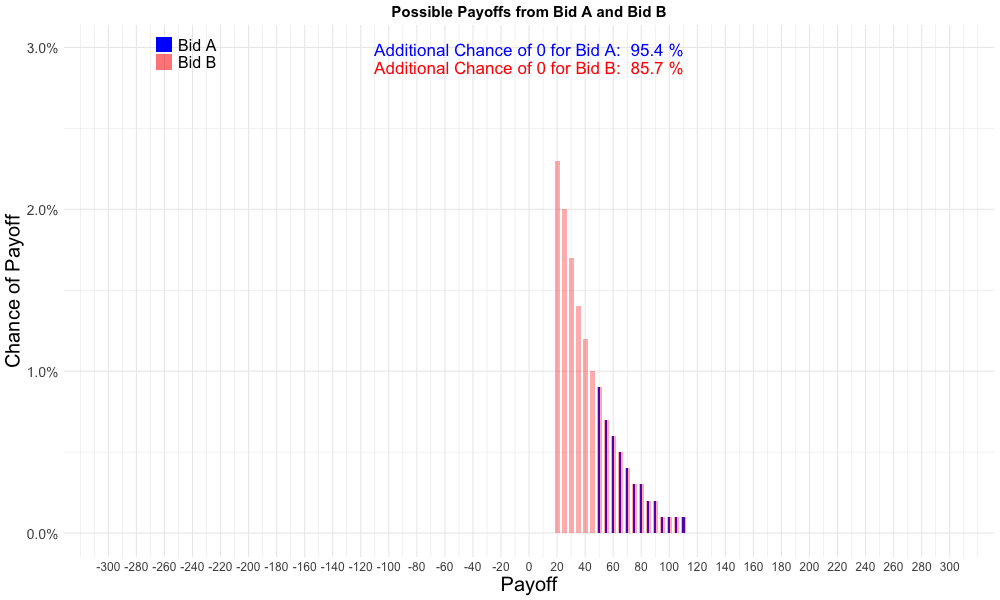 Possible Payoffs from Bid A and Bid B
Bid A
Bid B
Additional Chance of 0 for Bid A: 95.4 %
Additional Chance of 0 for Bid B: 85.7 %
Chance of Payoff
3.0%
2.0%
1.0%
0.0%
-300 -280 -260 -240 -220 -200 -180 -160 -140 -120 -100 -80 -60 -40 -20 0 20 40 60 80 100 120 140 160 180 200 220 240 260 280 300
Payoff